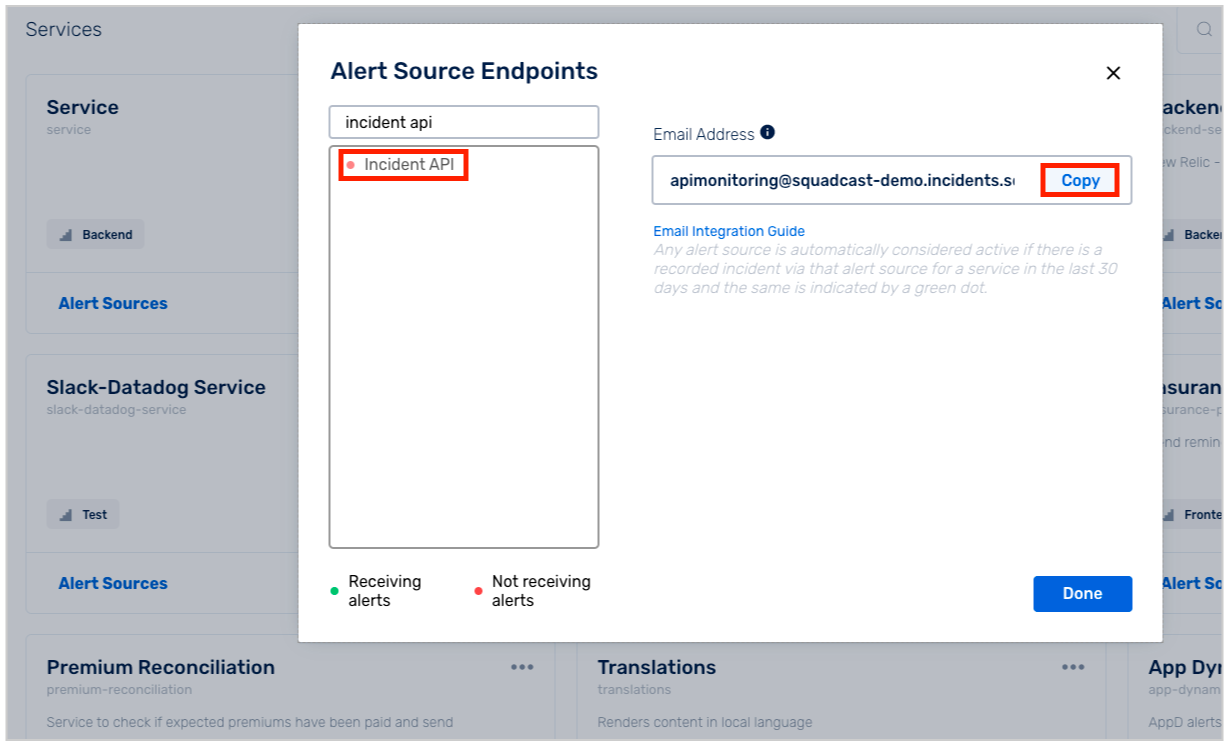 Services
Alert Source Endpoints
incident api
Incident API
Receiving
alerts
Not receiving
alerts
Email Address
apimonitoring@squadcast-demo.incidents.s
Copy
Email Integration Guide
Any alert source is automatically considered active if there is a
recorded incident via that alert source for a service in the last 30
days and the same is indicated by a green dot.
Done
Service
service
Backend
Alert Sources
Slack-Datadog Service
slack-datadog-service
Test
Alert Sources
Premium Reconciliation
premium-reconciliation
Service to check if expected premiums have been paid and send
Translations
translations
Renders content in local language
App Dy
app-dynam
AppD alerts
acken
ckend-se
ew Relic -
Backe
Alert So
suran
surance-p
nd remin
Fronte
Alert So